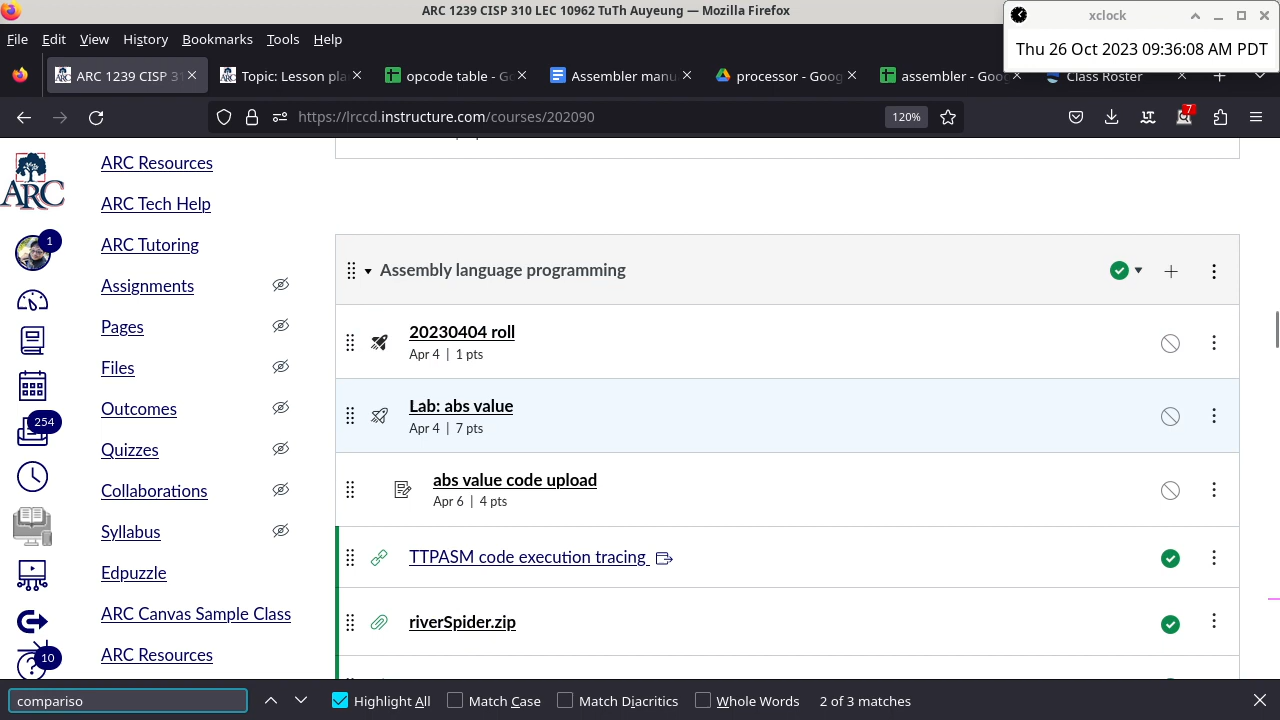 ARC 1239 CISP 310 LEC 10962 TuTh Auyeung — Mozilla Firefox
xclock
Thu 26 Oct 2023 09:36:08 AM PDT
File Edit View History Bookmarks Tools Help
ARC 1239 CISP 31
Topic: Lesson pla
opcode table - Go
Assembler manu
processor - Goog
assembler - Goog
Class Roster
https://lrccd.instructure.com/courses/202090
120%
7
ARC
1
254
10
ARC Resources
ARC Tech Help
ARC Tutoring
Assignments
Pages
Files
Outcomes
Quizzes
Collaborations
Syllabus
Edpuzzle
ARC Canvas Sample Class
ARC Resources
Assembly language programming
20230404 roll
Apr 4 | 1 pts
Lab: abs value
Apr 4 | 7 pts
abs value code upload
Apr 6 | 4 pts
TTPASM code execution tracing
riverSpider.zip
compariso
Highlight All Match Case Match Diacritics Whole Words 2 of 3 matches